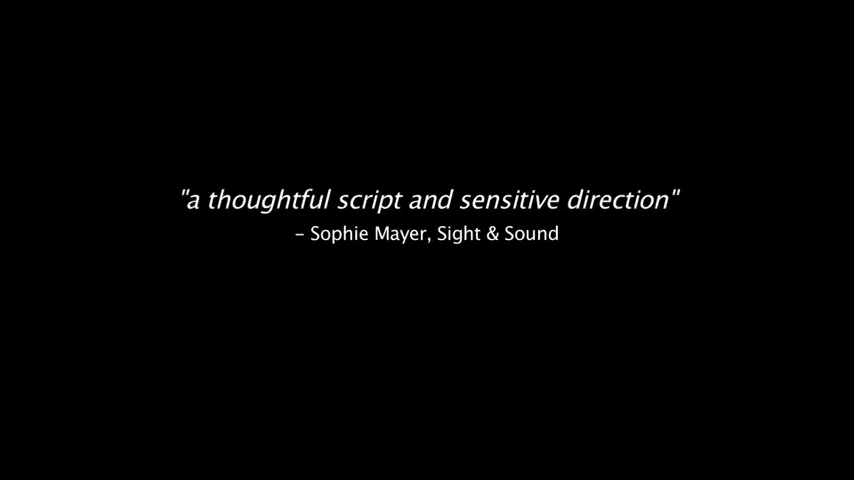 "a thoughtful script and sensitive direction"
– Sophie Mayer, Sight & Sound